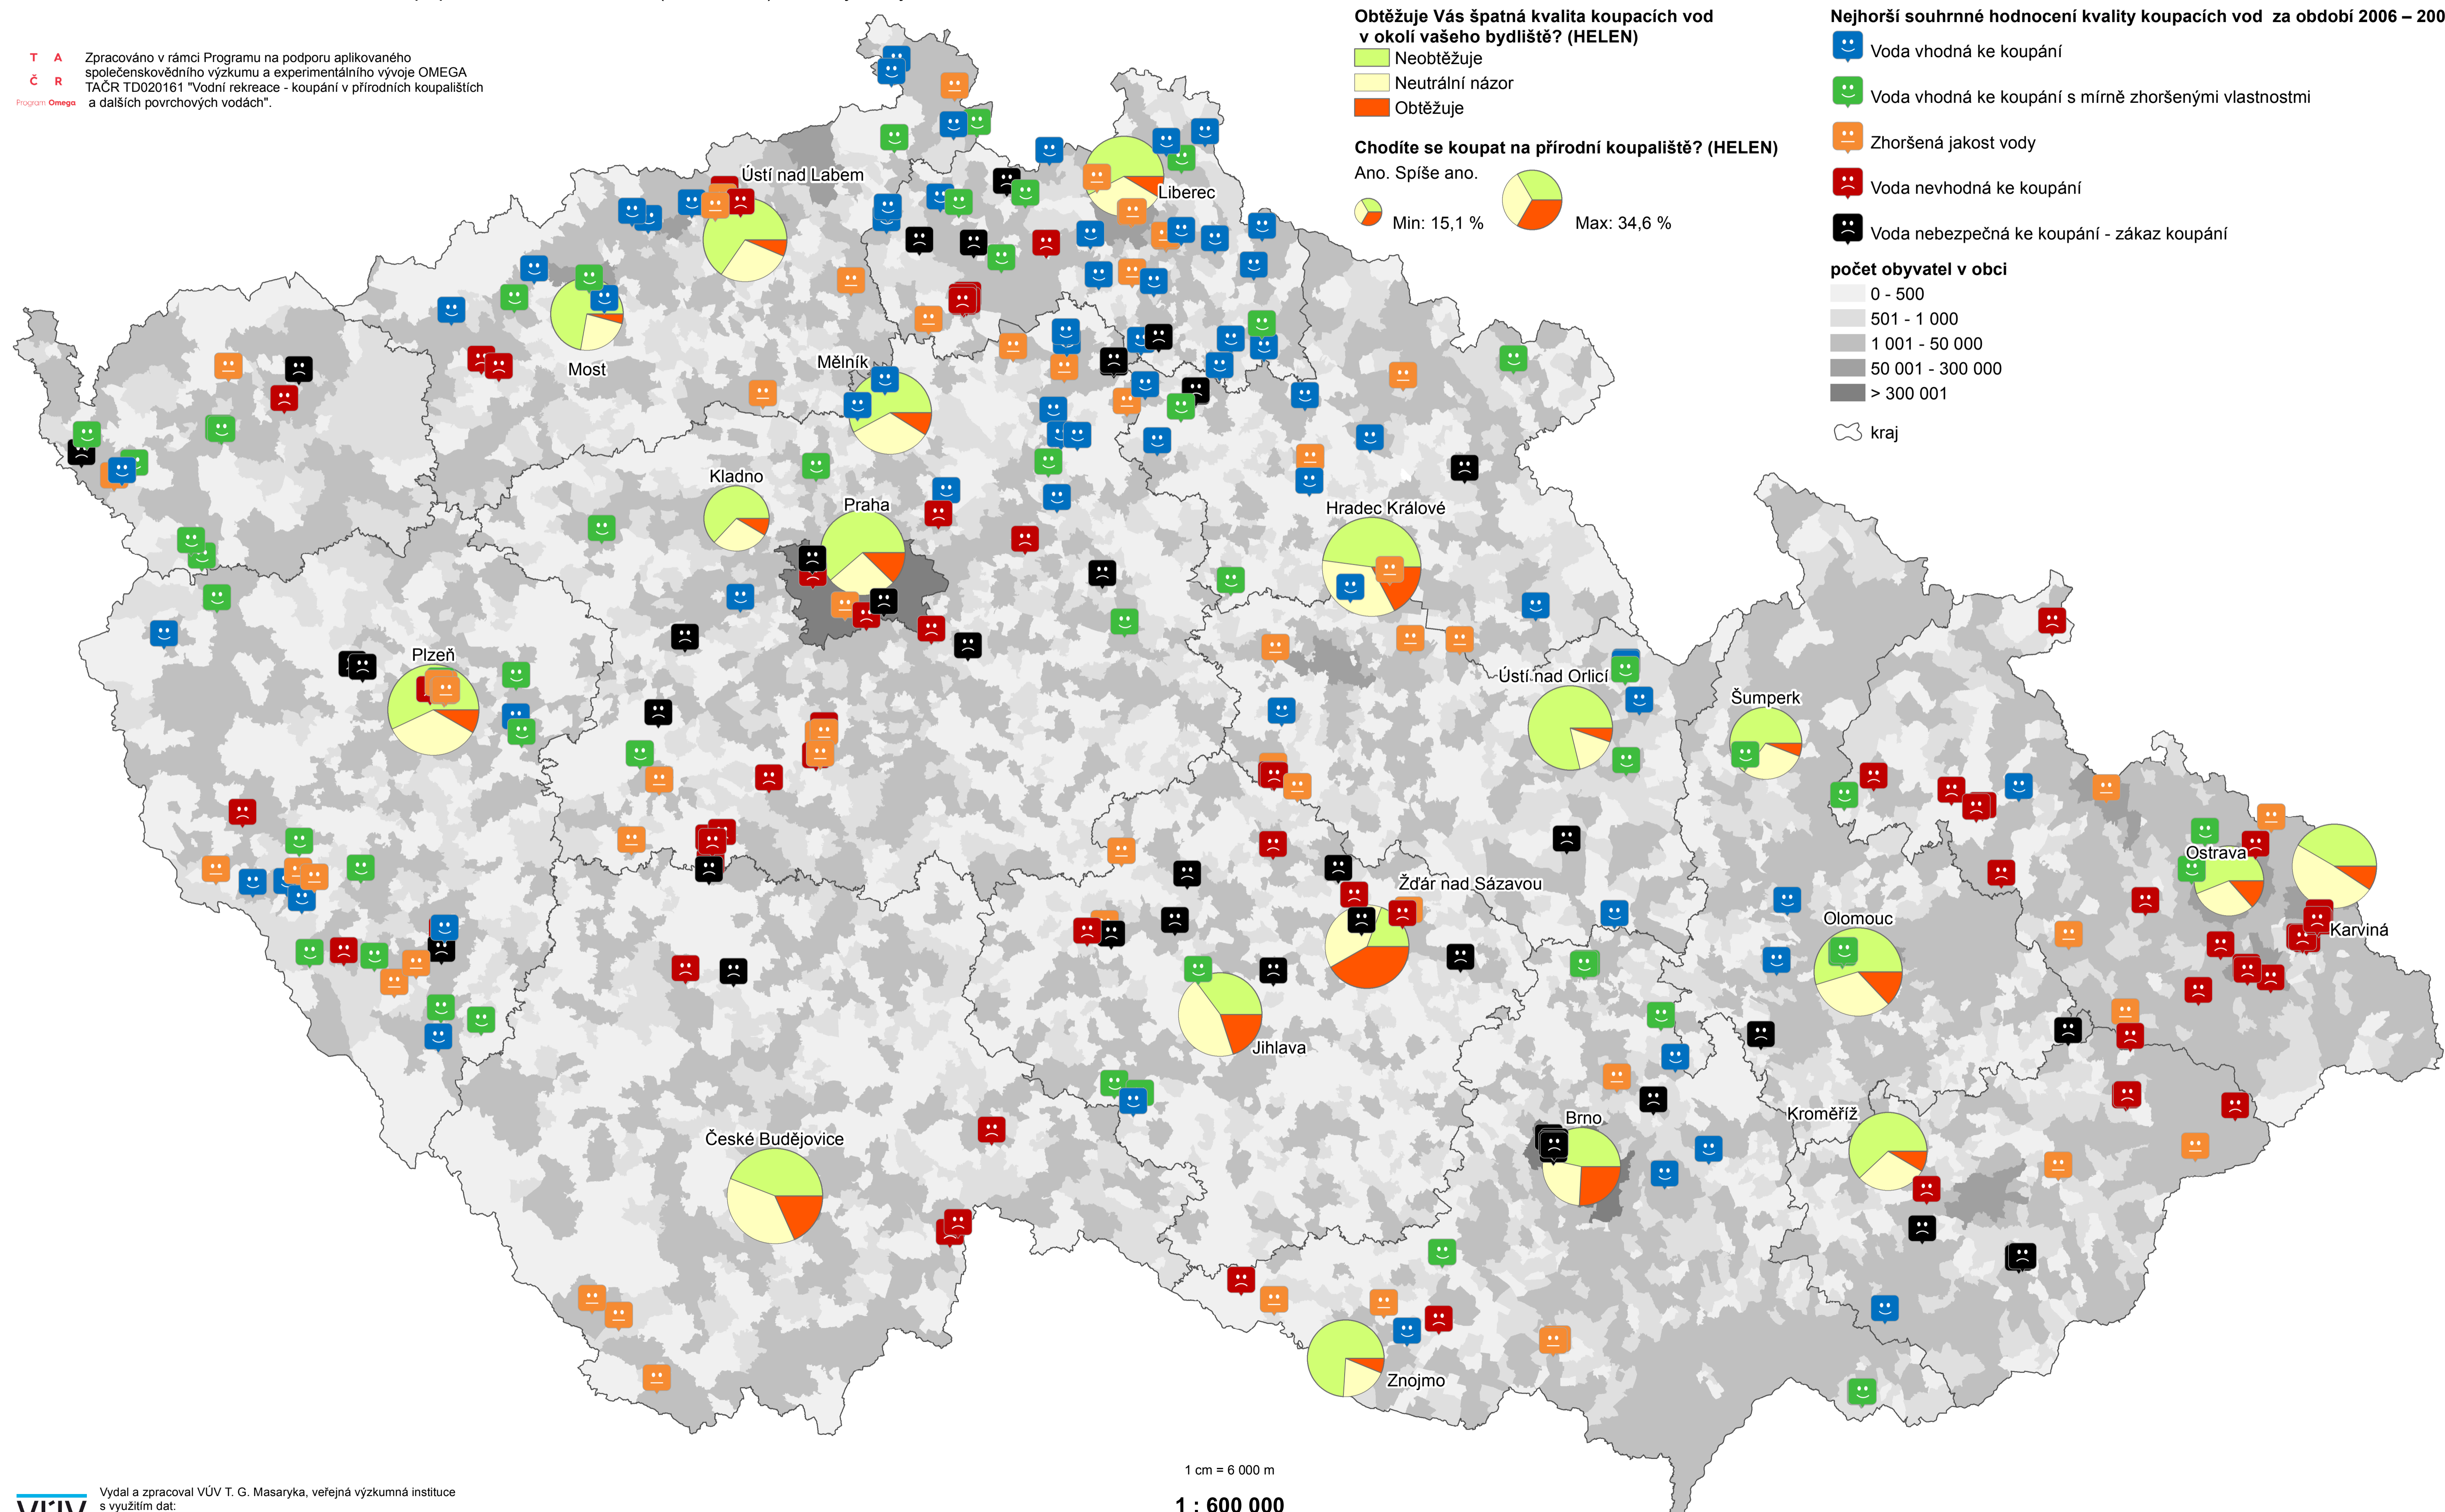 T A
Č R
Program Omega
Zpracováno v rámci Programu na podporu aplikovaného
společenskovědního výzkumu a experimentálního vývoje OMEGA
TAČR TD020161 "Vodní rekreace - koupání v přírodních koupalištích
a dalších povrchových vodách".
Obtěžuje Vás špatná kvalita koupacích vod
v okolí vašeho bydliště? (HELEN)
Neobtěžuje
Neutrální názor
Obtěžuje
Chodíte se koupat na přírodní koupaliště? (HELEN)
Ano. Spíše ano.
Min: 15,1 %
Max: 34,6 %
Nejhorší souhrnné hodnocení kvality koupacích vod za období 2006 – 200
Voda vhodná ke koupání
Voda vhodná ke koupání s mírně zhoršenými vlastnostmi
Zhoršená jakost vody
Voda nevhodná ke koupání
Voda nebezpečná ke koupání - zákaz koupání
počet obyvatel v obci
0 - 500
501 - 1 000
1 001 - 50 000
50 001 - 300 000
> 300 001
kraj
Ústí nad Labem
Liberec
Most
Mělník
Kladno
Praha
Hradec Králové
Plzeň
Ústí nad Orlicí
Šumperk
Ostrava
Žďár nad Sázavou
Olomouc
Karviná
Jihlava
Kroměříž
Brno
České Budějovice
Znojmo
1 cm = 6 000 m
1 : 600 000
VÚV
Vydal a zpracoval VÚV T. G. Masaryka, veřejná výzkumná instituce
s využitím dat: